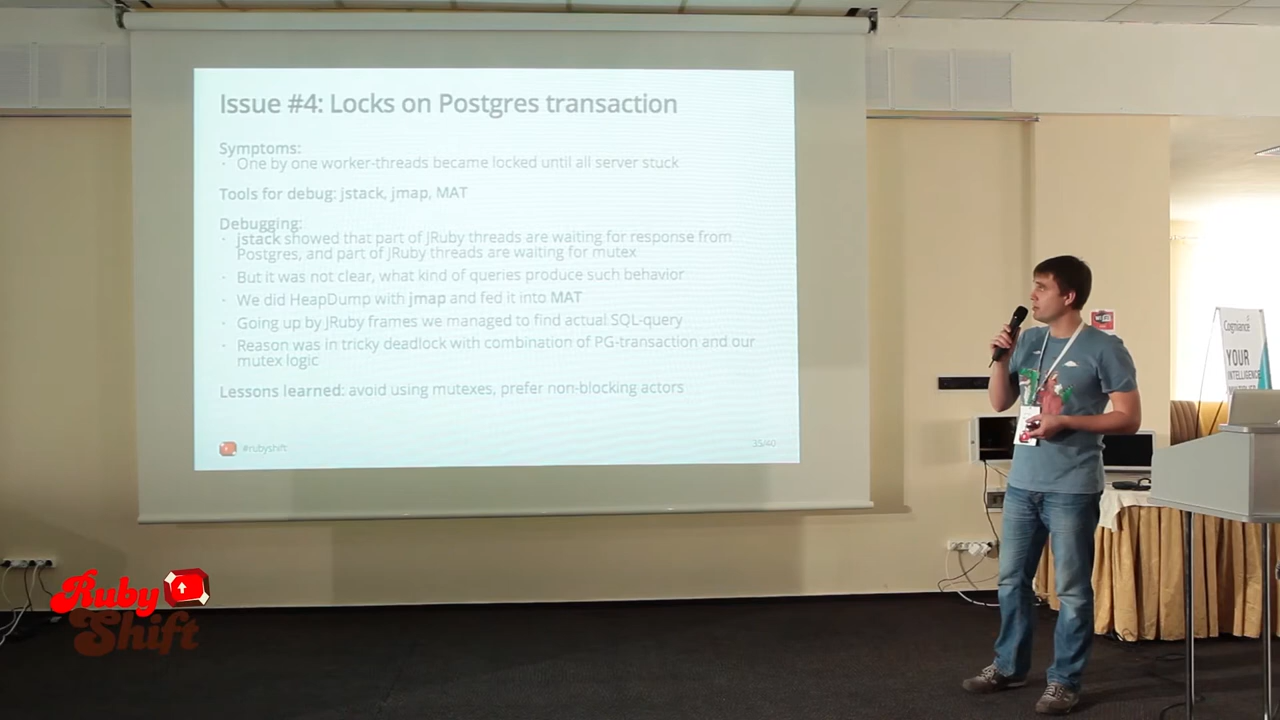 Issue #4: Locks on Postgres transaction
Symptoms:
- One by one worker-threads became locked until all server stuck
Tools for debug: jstack, jmap, MAT
Debugging:
- jstack showed that part of jRuby threads are waiting for response from
Postgres, and part of jRuby threads are waiting for mutex
- But it was not clear, what kind of queries produce such behavior
- We did HeapDump with jmap and fed it into MAT
- Going up by jRuby frames we managed to find actual SQL-query
- Reason was in tricky deadlock with combination of PG-transaction and our
mutex logic
Lessons learned: avoid using mutexes, prefer non-blocking actors
#rubyshift
35/40
Cogniance
YOUR
INTELLIGENCE
Ruby
Shift